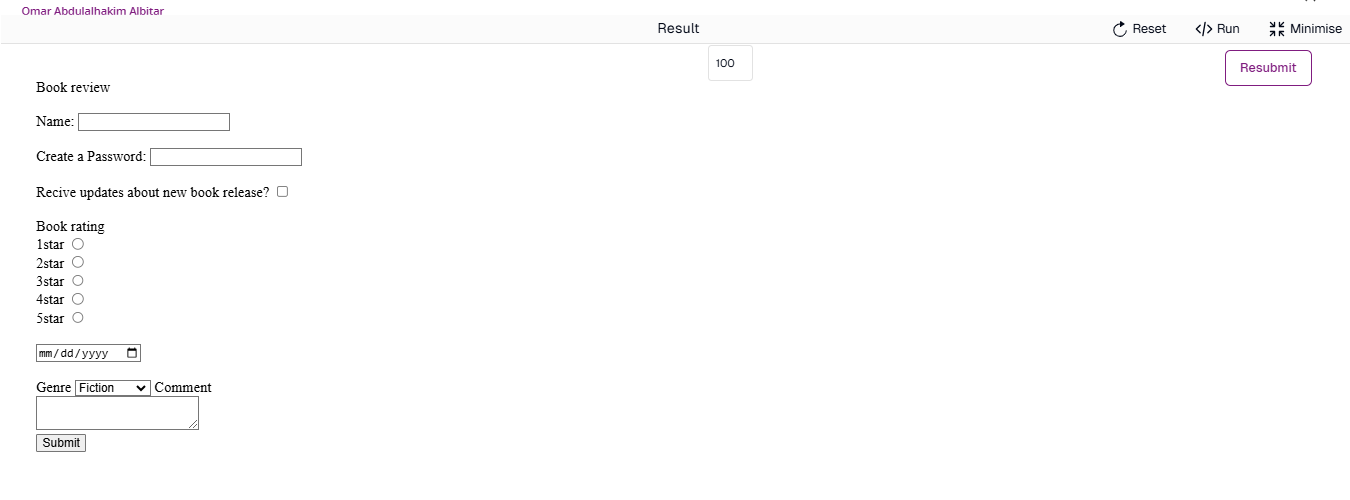 Omar Abdulalhakim Albitar
Result
Reset
</> Run
Minimise
100
Resubmit
Book review
Name:
Create a Password:
Recive updates about new book release?
Book rating
1star
2star
3star
4star
5star
mm/dd/yyyy
Genre Fiction Comment
Submit